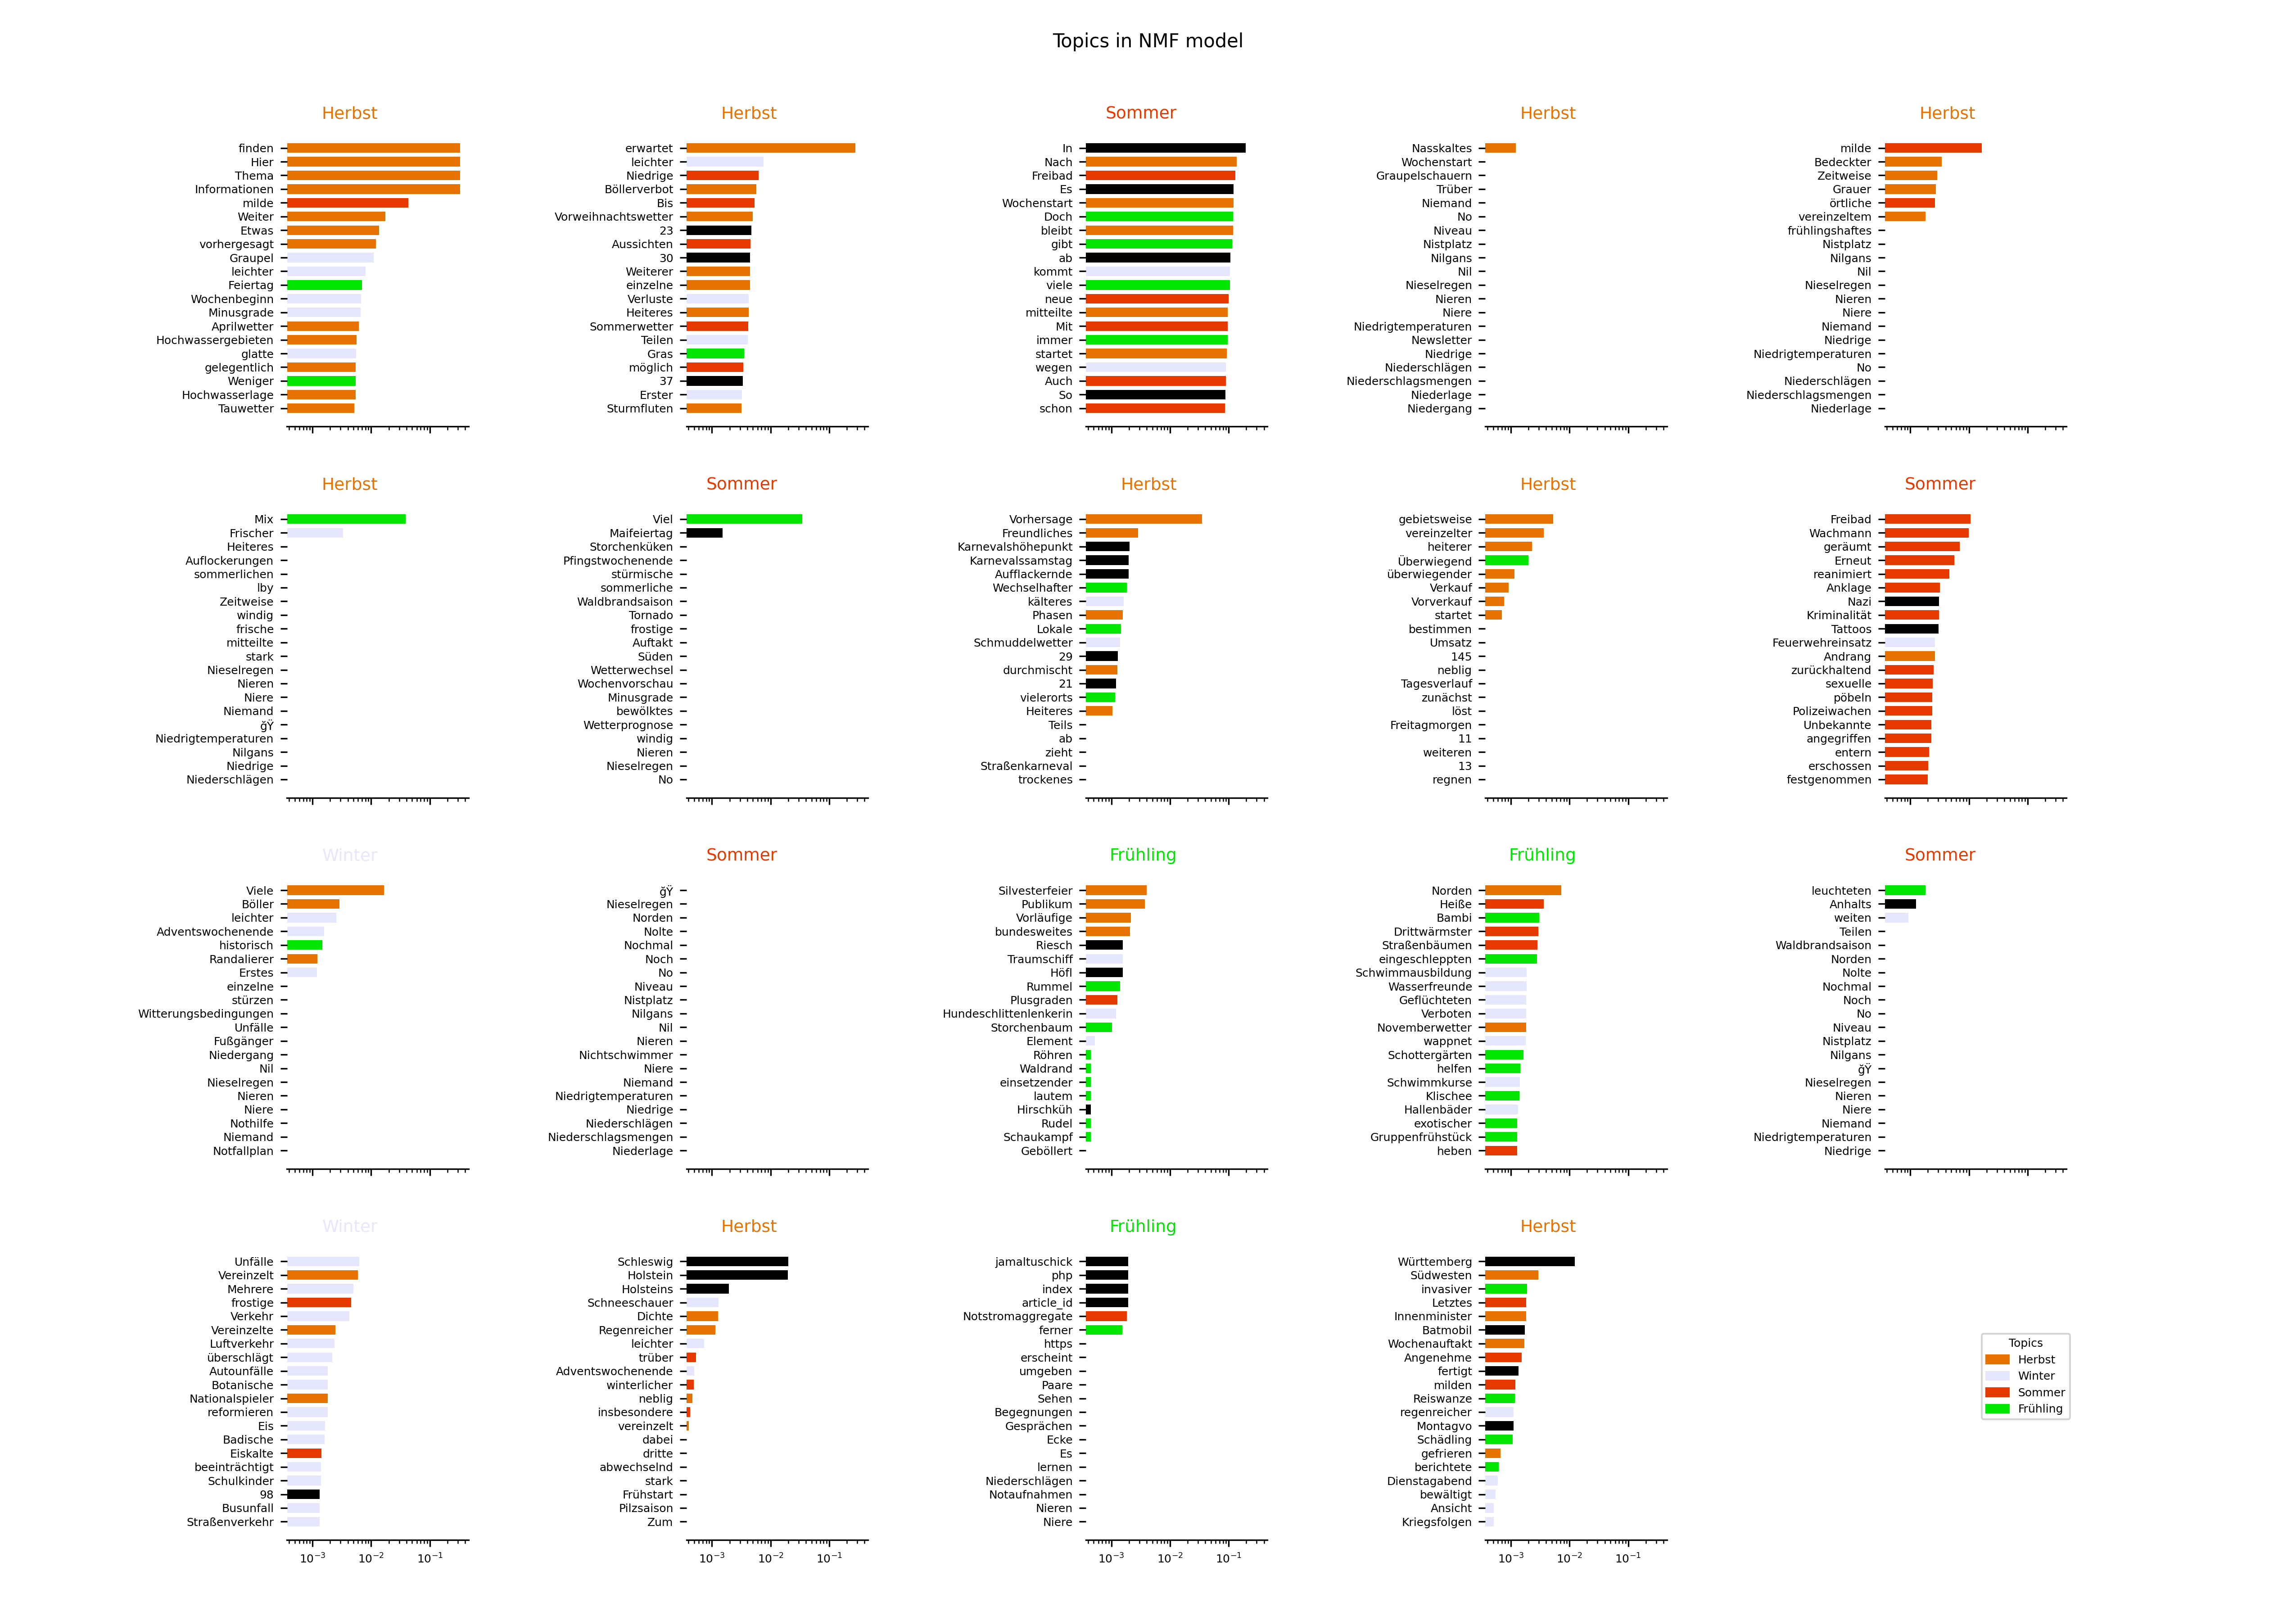 Topics in NMF model
Herbst
finden
Hier
Thema
Informationen
milde
Weiter
Etwas
vorhergesagt
Graupel
leichter
Feiertag
Wochenbeginn
Minusgrade
Aprilwetter
Hochwassergebieten
glatte
gelegentlich
Weniger
Hochwasserlage
Tauwetter
Herbst
erwartet
leichter
Niedrige
Böllerverbot
Bis
Vorweihnachtswetter
23
Aussichten
30
Weiterer
einzelne
Verluste
Heiteres
Sommerwetter
Teilen
Gras
möglich
37
Erster
Sturmfluten
Sommer
In
Nach
Freibad
Es
Wochenstart
Doch
bleibt
gibt
ab
kommt
viele
neue
mitteilte
Mit
immer
startet
wegen
Auch
So
schon
Herbst
Nasskaltes
Wochenstart
Graupelschauern
Trüber
Niemand
No
Niveau
Nistplatz
Nilgans
Nil
Nieselregen
Nieren
Niere
Niedrigtemperaturen
Newsletter
Niedrige
Niederschlägen
Niederschlagsmengen
Niederlage
Niedergang
Herbst
milde
Bedeckter
Zeitweise
Grauer
örtliche
vereinzeltem
frühlingshaftes
Nistplatz
Nilgans
Nil
Nieselregen
Nieren
Niere
Niemand
Niedrige
Niedrigtemperaturen
No
Niederschlägen
Niederschlagsmengen
Niederlage
Herbst
Mix
Frischer
Heiteres
Auflockerungen
sommerlichen
lby
Zeitweise
windig
frische
mitteilte
stark
Nieselregen
Nieren
Niere
Niemand
ğŸ
Niedrigtemperaturen
Nilgans
Niedrige
Niederschlägen
Sommer
Viel
Maifeiertag
Storchenküken
Pfingstwochenende
stürmische
sommerliche
Waldbrandsaison
Tornado
frostige
Auftakt
Süden
Wetterwechsel
Wochenvorschau
Minusgrade
bewölktes
Wetterprognose
windig
Nieren
Nieselregen
No
Herbst
Vorhersage
Freundliches
Karnevalshöhepunkt
Karnevalssamstag
Aufflackernde
Wechselhafter
kälteres
Phasen
Lokale
Schmuddelwetter
29
durchmischt
21
vielerorts
Heiteres
Teils
ab
zieht
Straßenkarneval
trockenes
Herbst
gebietsweise
vereinzelter
heiterer
Überwiegend
überwiegender
Verkauf
Vorverkauf
startet
bestimmen
Umsatz
145
neblig
Tagesverlauf
zunächst
löst
Freitagmorgen
11
weiteren
13
regnen
Sommer
Freibad
Wachmann
geräumt
Erneut
reanimiert
Anklage
Nazi
Kriminalität
Tattoos
Feuerwehreinsatz
Andrang
zurückhaltend
sexuelle
pöbeln
Polizeiwachen
Unbekannte
angegriffen
entern
erschossen
festgenommen
Winter
Viele
Böller
leichter
Adventswochenende
historisch
Randalierer
Erstes
einzelne
stürzen
Witterungsbedingungen
Unfälle
Fußgänger
Niedergang
Nil
Nieselregen
Nieren
Niere
Nothilfe
Niemand
Notfallplan
Sommer
ğŸ
Nieselregen
Norden
Nolte
Nochmal
Noch
No
Niveau
Nistplatz
Nilgans
Nil
Nieren
Nichtschwimmer
Niere
Niemand
Niedrigtemperaturen
Niedrige
Niederschlägen
Niederschlagsmengen
Niederlage
Frühling
Silvesterfeier
Publikum
Vorläufige
bundesweites
Riesch
Traumschiff
Höfl
Rummel
Plusgraden
Hundeschlittenlenkerin
Storchenbaum
Element
Röhren
Waldrand
einsetzender
lautem
Hirschküh
Rudel
Schaukampf
Geböllert
Frühling
Norden
Heiße
Bambi
Drittwärmster
Straßenbäumen
eingeschleppten
Schwimmausbildung
Wasserfreunde
Geflüchteten
Verboten
Novemberwetter
wappnet
Schottergärten
helfen
Schwimmkurse
Klischee
Hallenbäder
exotischer
Gruppenfrühstück
heben
Sommer
leuchteten
Anhalts
weiten
Teilen
Waldbrandsaison
Norden
Nolte
Nochmal
Noch
No
Niveau
Nistplatz
Nilgans
ğŸ
Nieselregen
Nieren
Niere
Niemand
Niedrigtemperaturen
Niedrige
Winter
Unfälle
Vereinzelt
Mehrere
frostige
Verkehr
Vereinzelte
Luftverkehr
überschlägt
Autounfälle
Botanische
Nationalspieler
reformieren
Eis
Badische
Eiskalte
beeinträchtigt
Schulkinder
98
Busunfall
Straßenverkehr
10⁻³ 10⁻² 10⁻¹
Herbst
Schleswig
Holstein
Holsteins
Schneeschauer
Dichte
Regenreicher
leichter
trüber
Adventswochenende
winterlicher
neblig
insbesondere
vereinzelt
dabei
dritte
abwechselnd
stark
Frühstart
Pilzsaison
Zum
10⁻³ 10⁻² 10⁻¹
Frühling
jamaltuschick
php
index
article_id
Notstromaggregate
ferner
https
erscheint
umgeben
Paare
Sehen
Begegnungen
Gesprächen
Ecke
Es
lernen
Niederschlägen
Notaufnahmen
Nieren
Niere
10⁻³ 10⁻² 10⁻¹
Herbst
Württemberg
Südwesten
invasiver
Letztes
Innenminister
Batmobil
Wochenauftakt
Angenehme
fertigt
milden
Reiswanze
regenreicher
Montagvo
Schädling
gefrieren
berichtete
Dienstagabend
bewältigt
Ansicht
Kriegsfolgen
10⁻³ 10⁻² 10⁻¹
Topics
Herbst
Winter
Sommer
Frühling